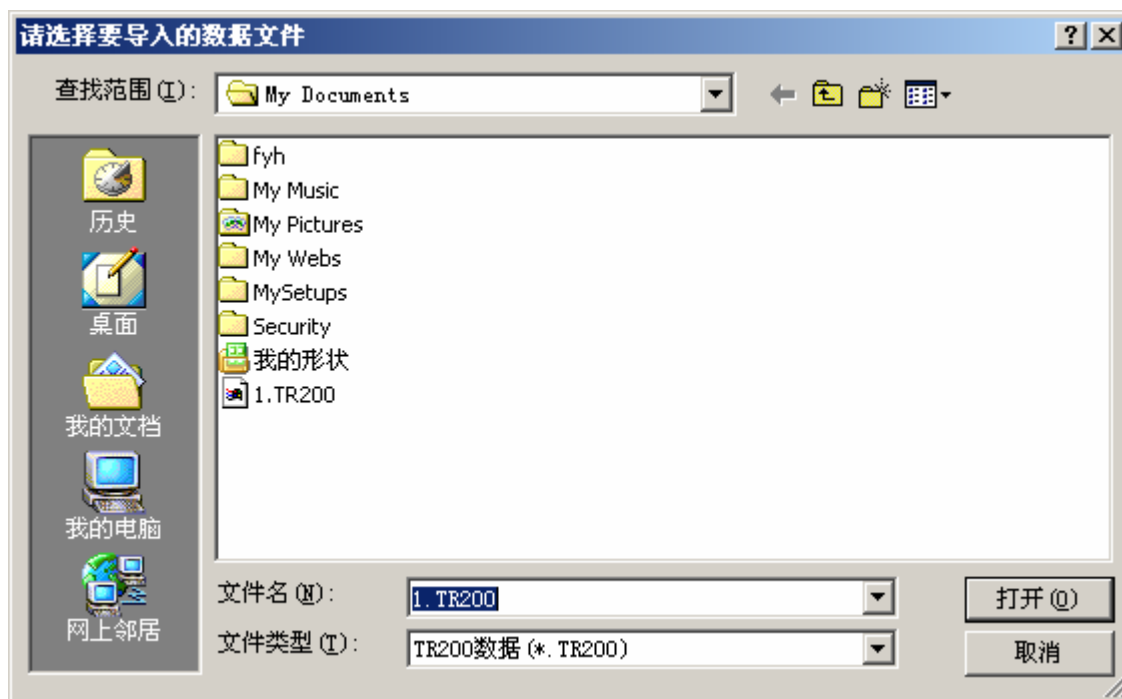 请选择要导入的数据文件
查找范围(I):
My Documents
历史
桌面
我的文档
我的电脑
网上邻居
fyh
My Music
My Pictures
My Webs
MySetups
Security
我的形状
1.TR200
文件名(N):
1.TR200
打开(O)
文件类型(T):
TR200数据(*.TR200)
取消